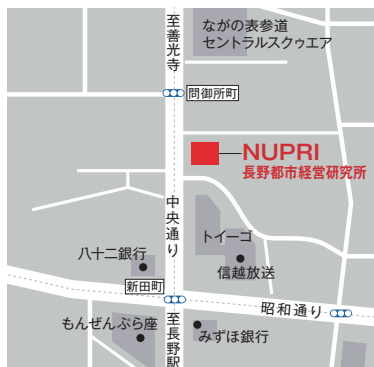 至善光寺
ながの表参道
セントラルスクゥエア
問御所町
NUPRI
長野都市経営研究所
中央通り
トイーゴ
八十二銀行
信越放送
新田町
昭和通り
もんぜんぷら座
至長野駅
みずほ銀行